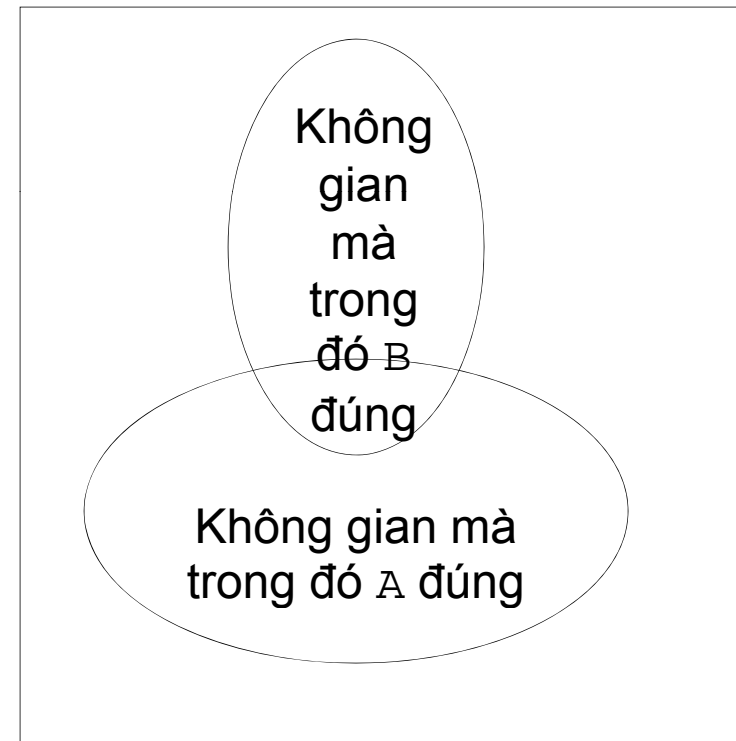 Không
gian
mà
trong
đó B
đúng
Không gian mà
trong đó A đúng